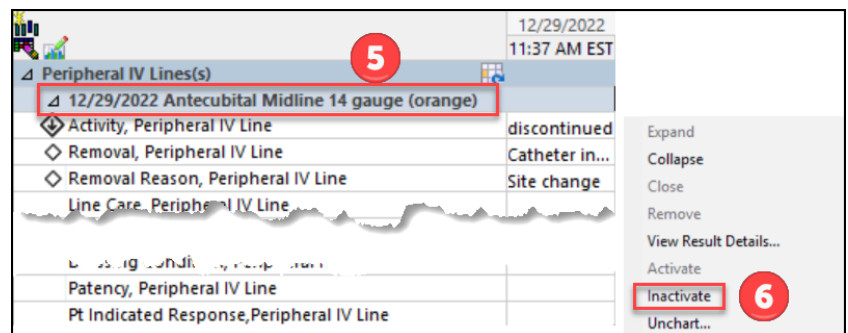 12/29/2022
11:37 AM EST
5
Peripheral IV Lines(s)
12/29/2022 Antecubital Midline 14 gauge (orange)
Activity, Peripheral IV Line discontinued
Removal, Peripheral IV Line Catheter in...
Removal Reason, Peripheral IV Line Site change
Line Care, Peripheral IV Line
Patency, Peripheral IV Line
Pt Indicated Response,Peripheral IV Line
Expand
Collapse
Close
Remove
View Result Details...
Activate
Inactivate 6
Unchart...